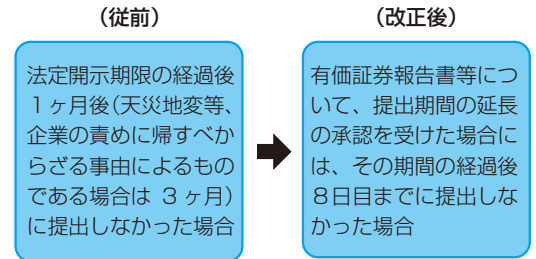 （従前）
法定開示期限の経過後
１ヶ月後（天災地変等、
企業の責めに帰すべか
らざる事由によるもの
である場合は ３ ヶ月）
に提出しなかった場合
（改正後）
有価証券報告書等につ
いて、提出期間の延長
の承認を受けた場合に
は、その期間の経過後
８日目までに提出しな
かった場合